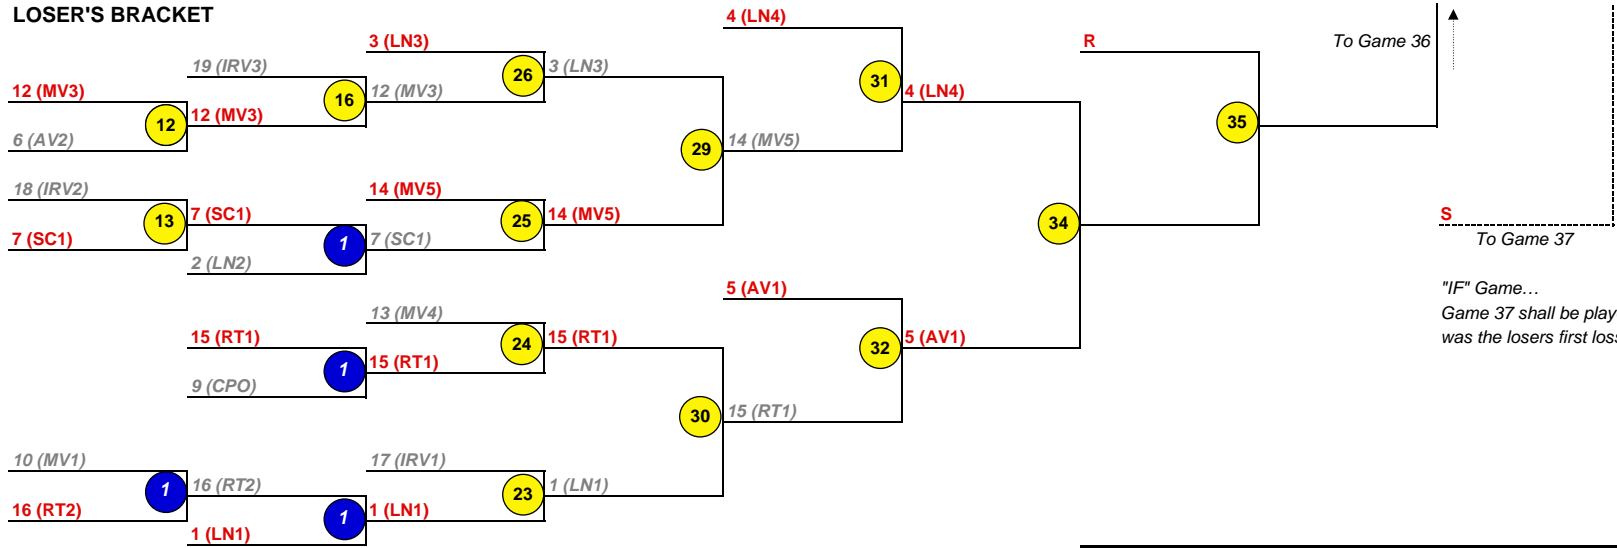 LOSER'S BRACKET
4 (LN4)
3 (LN3)
R
To Game 36
19 (IRV3)
26
3 (LN3)
31
12 (MV3)
16
12 (MV3)
4 (LN4)
12
12 (MV3)
35
6 (AV2)
29
14 (MV5)
18 (IRV2)
14 (MV5)
13
7 (SC1)
25
14 (MV5)
34
S
7 (SC1)
1
7 (SC1)
To Game 37
2 (LN2)
5 (AV1)
"IF" Game…
13 (MV4)
Game 37 shall be play
15 (RT1)
24
15 (RT1)
32
5 (AV1)
was the losers first loss
1
15 (RT1)
9 (CPO)
30
15 (RT1)
10 (MV1)
17 (IRV1)
1
16 (RT2)
23
1 (LN1)
16 (RT2)
1
1 (LN1)
1 (LN1)